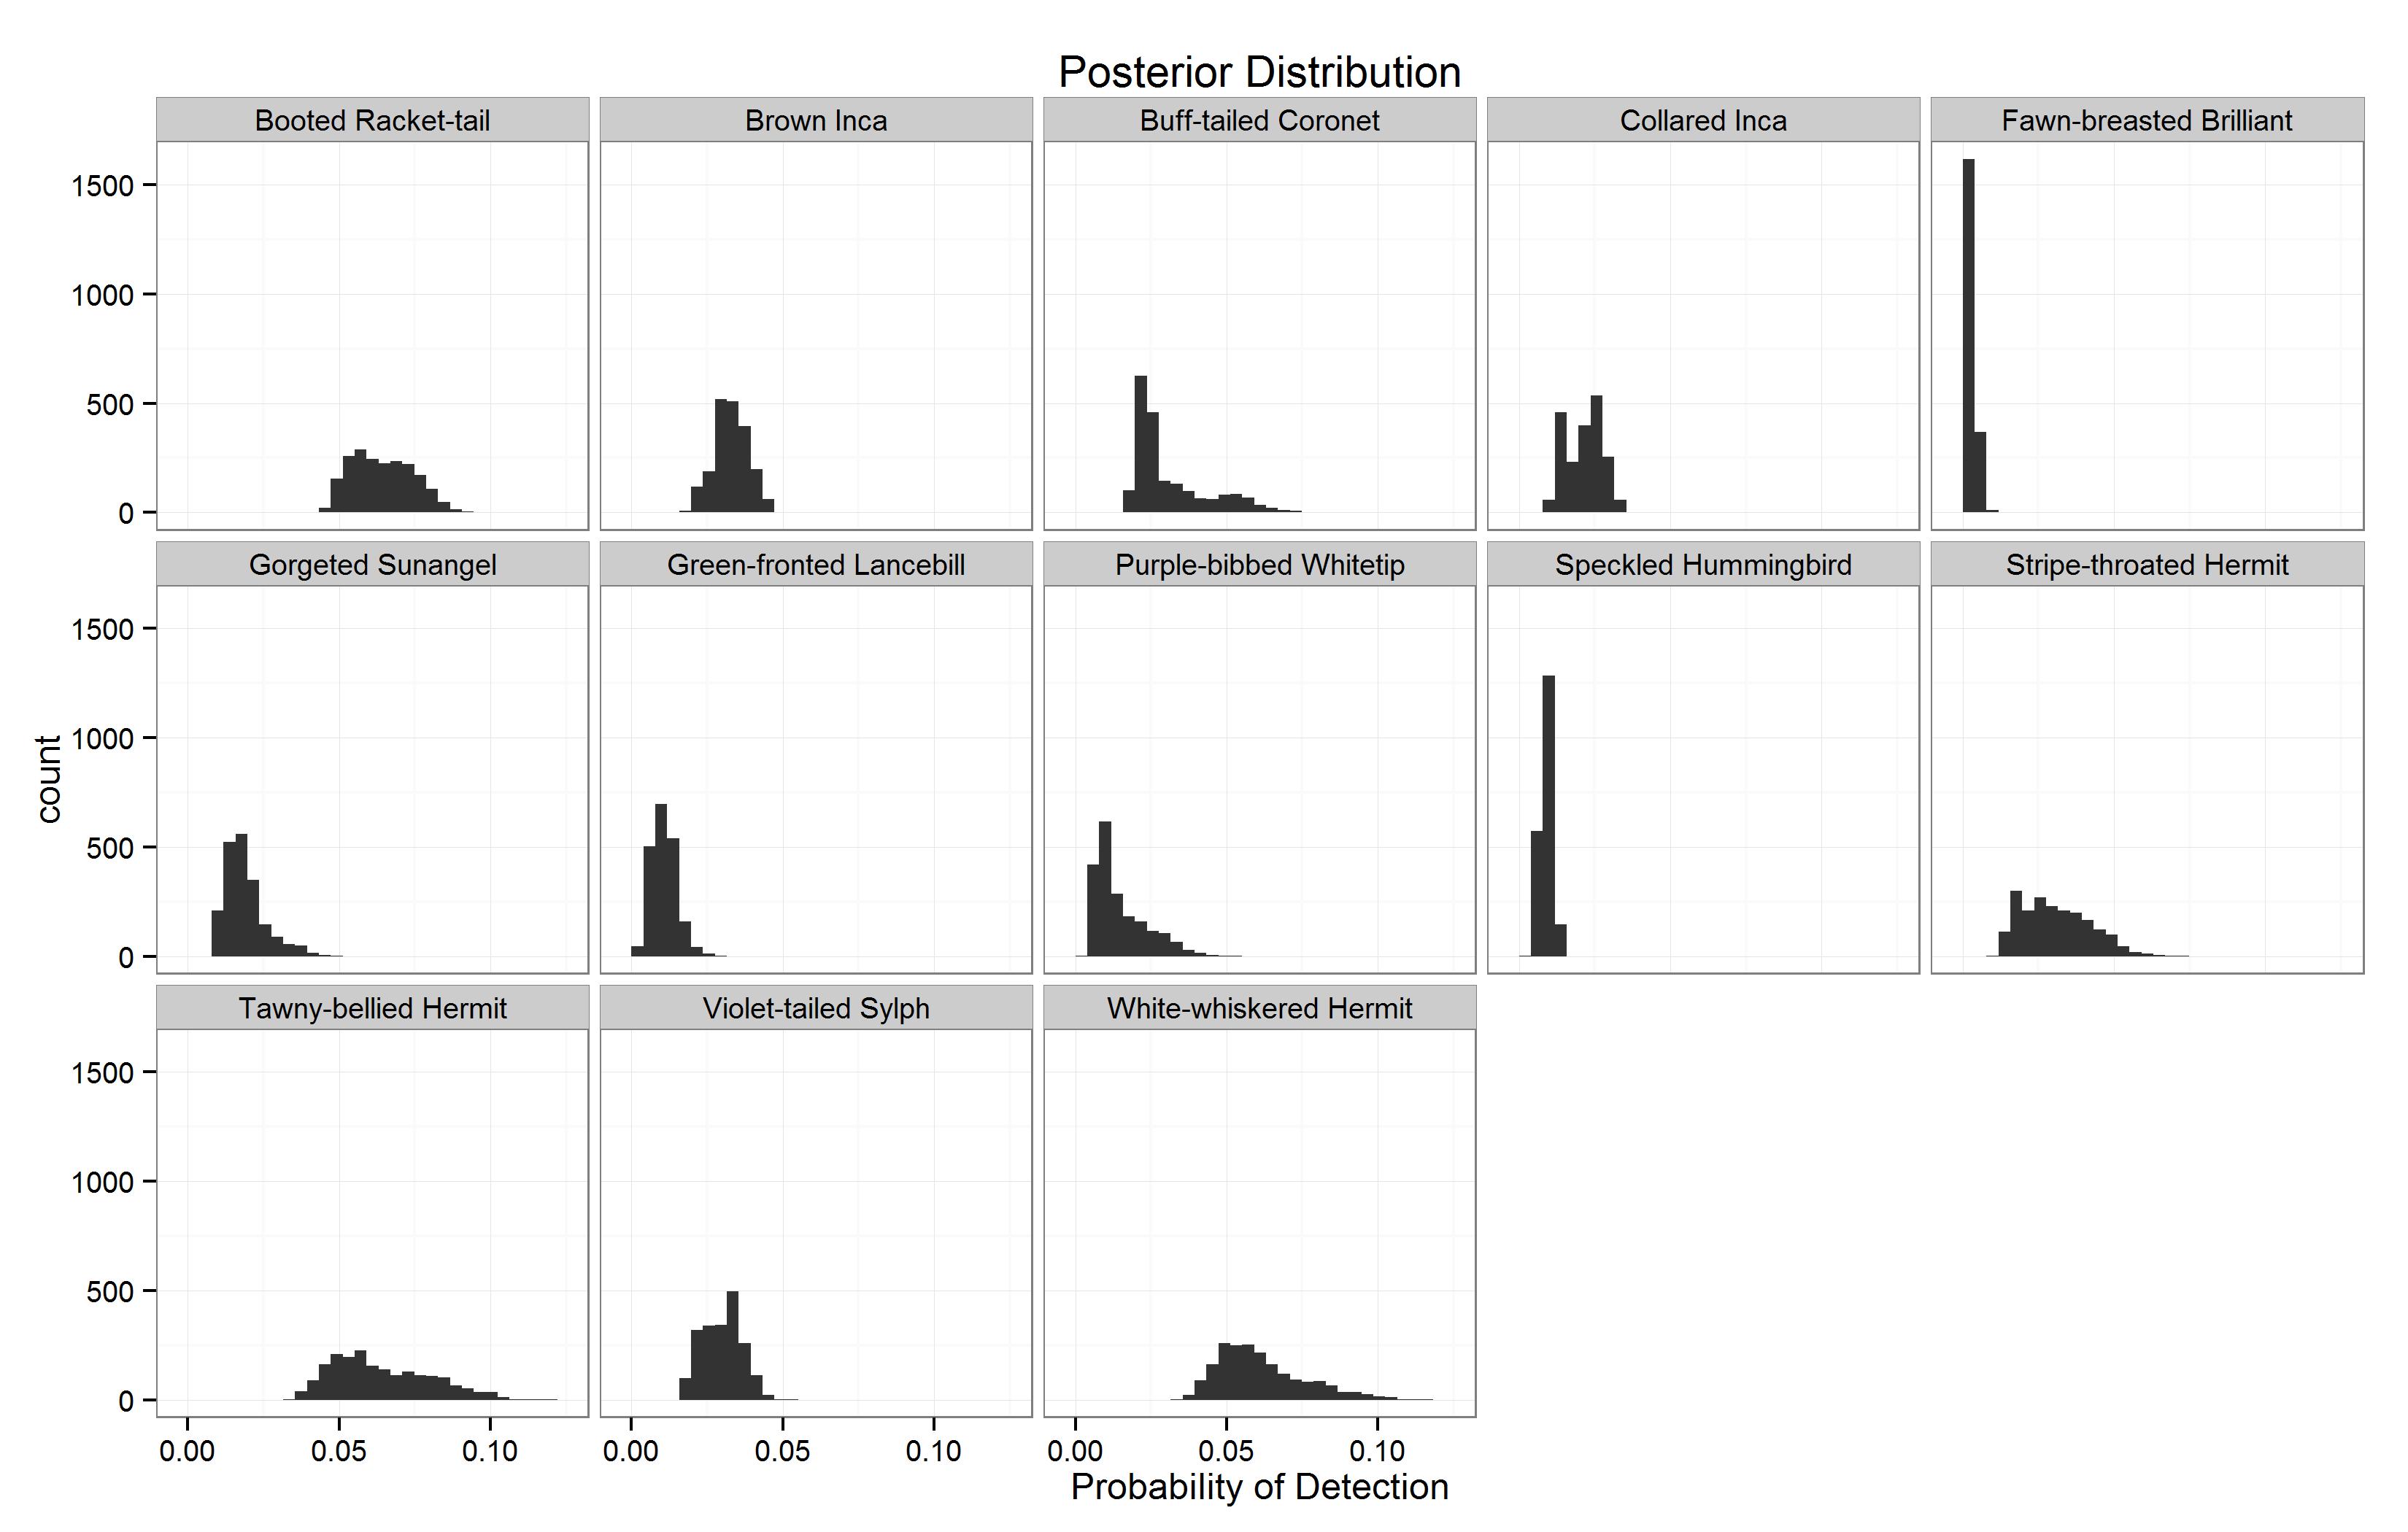 Posterior Distribution
Booted Racket-tail Brown Inca Buff-tailed Coronet Collared Inca Fawn-breasted Brilliant
1500
1000
500
0
Gorgeted Sunangel Green-fronted Lancebill Purple-bibbed Whitetip Speckled Hummingbird Stripe-throated Hermit
1500
1000
500
0
count
Tawny-bellied Hermit Violet-tailed Sylph White-whiskered Hermit
1500
1000
500
0
0.00 0.05 0.10 0.00 0.05 0.10 0.00 0.05 0.10
Probability of Detection